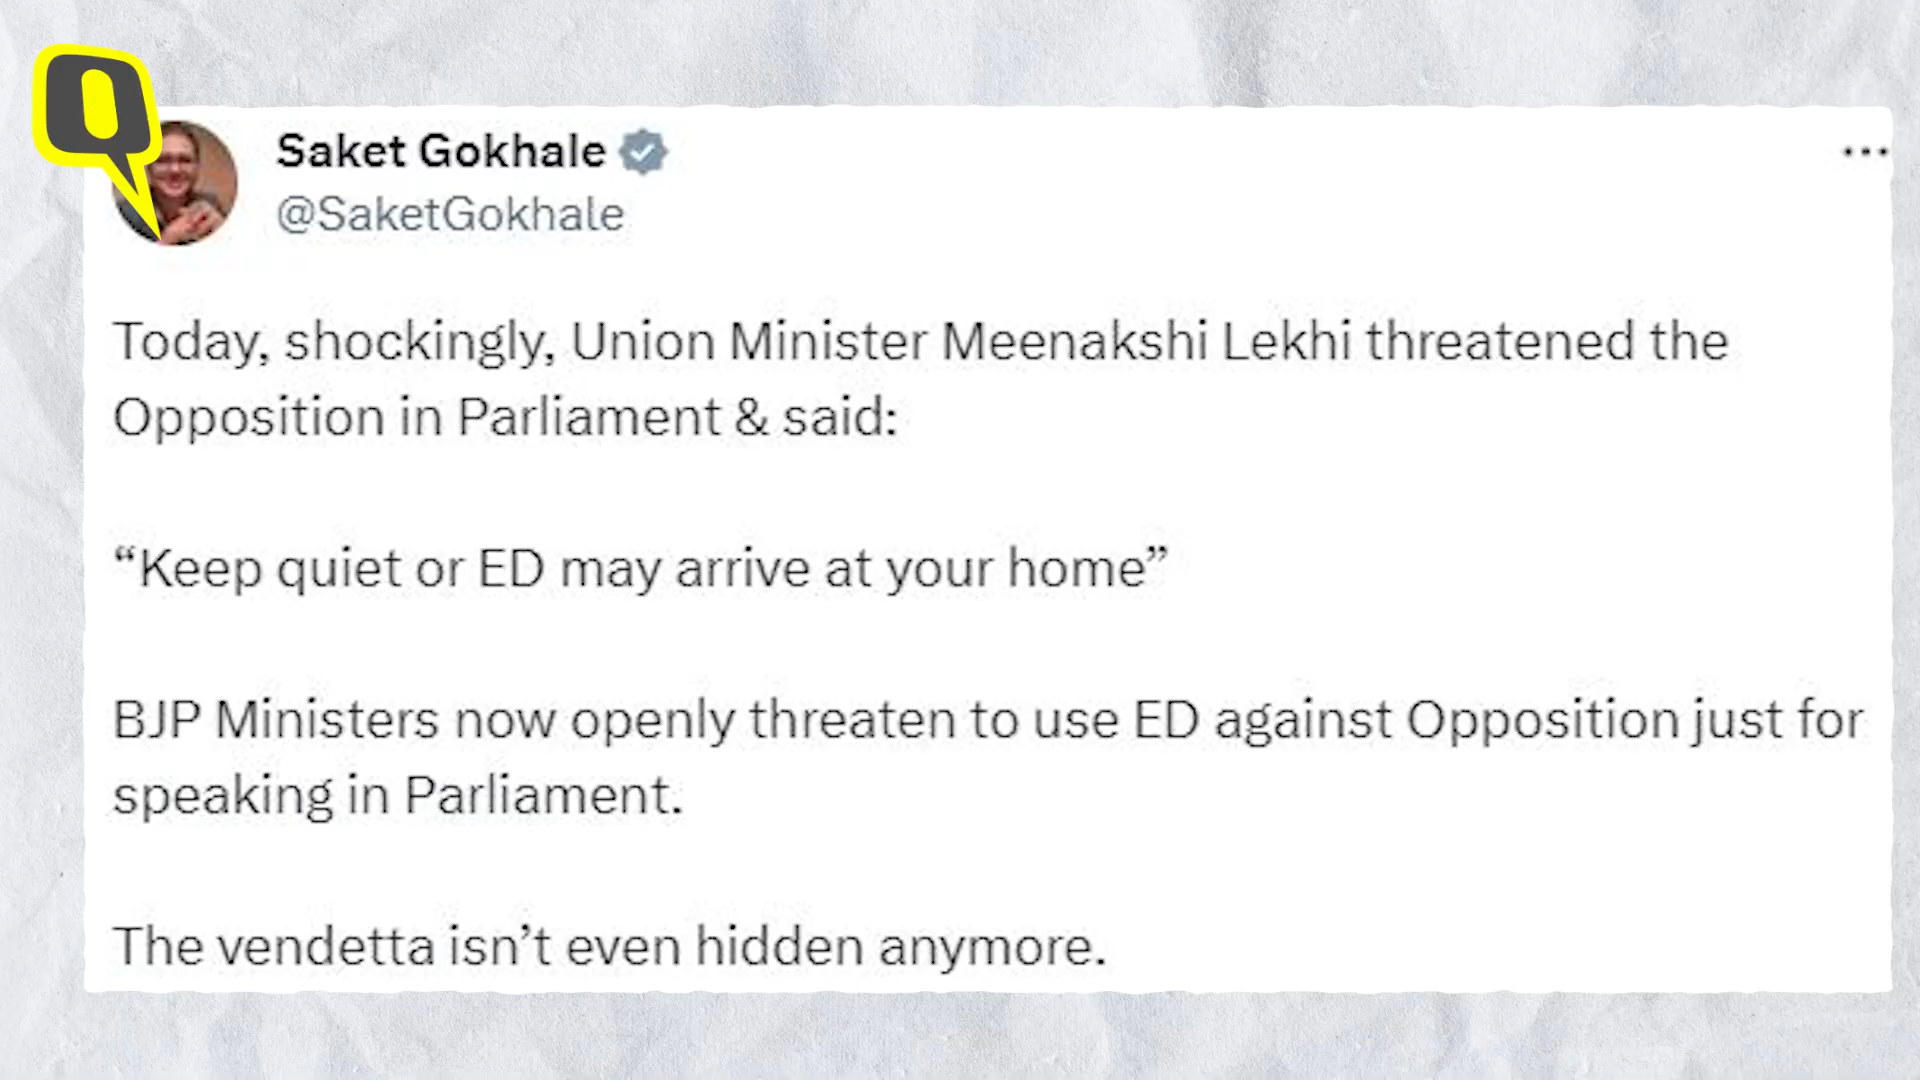 Q
Saket Gokhale
@SaketGokhale
Today, shockingly, Union Minister Meenakshi Lekhi threatened the
Opposition in Parliament & said:
“Keep quiet or ED may arrive at your home”
BJP Ministers now openly threaten to use ED against Opposition just for
speaking in Parliament.
The vendetta isn’t even hidden anymore.